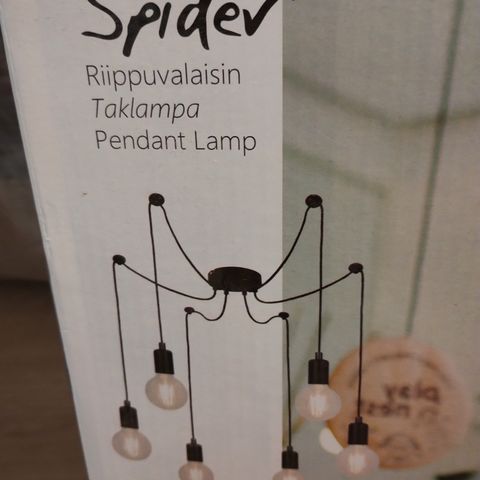 Spider
Riippuvalaisin
Taklampa
Pendant Lamp